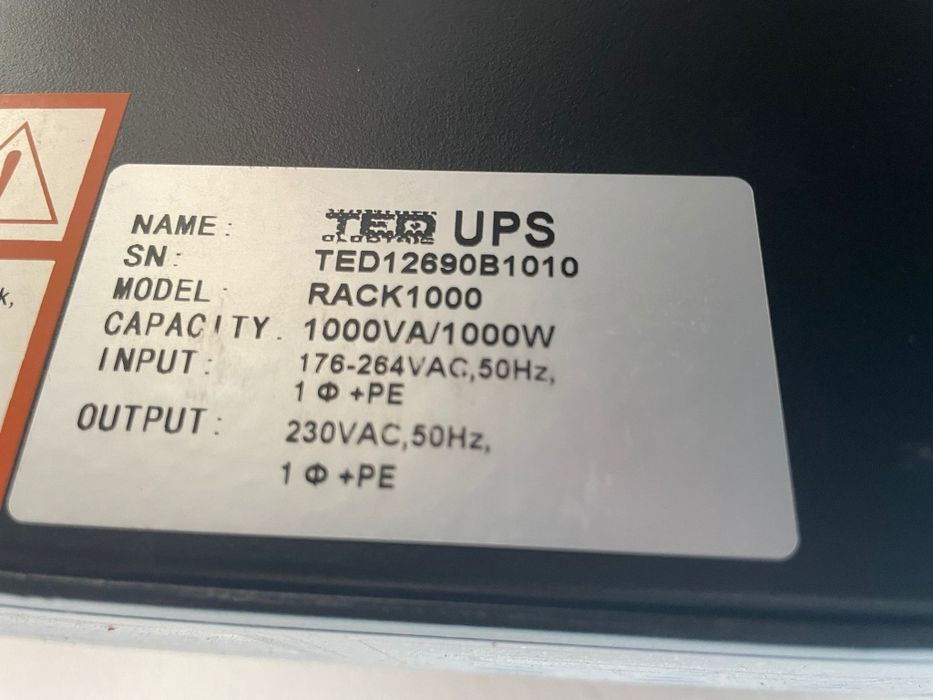 NAME: TED ELECTRIC UPS
SN: TED12690B1010
MODEL: RACK1000
CAPACITY: 1000VA/1000W
INPUT: 176-264VAC,50Hz,
1 Φ +PE
OUTPUT: 230VAC,50Hz,
1 Φ +PE
k,